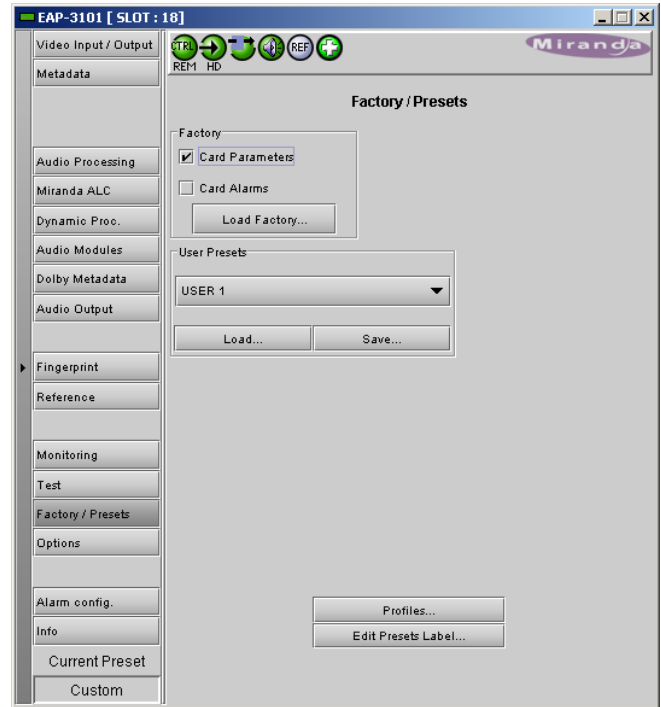 EAP-3101 [ SLOT : 18]
Video Input / Output
Metadata
Audio Processing
Miranda ALC
Dynamic Proc.
Audio Modules
Dolby Metadata
Audio Output
Fingerprint
Reference
Monitoring
Test
Factory / Presets
Options
Alarm config.
Info
Current Preset
Custom
CTRL
REF
REM HD
Miranda
Factory / Presets
Factory
Card Parameters
Card Alarms
Load Factory...
User Presets
USER 1
Load... Save...
Profiles...
Edit Presets Label...